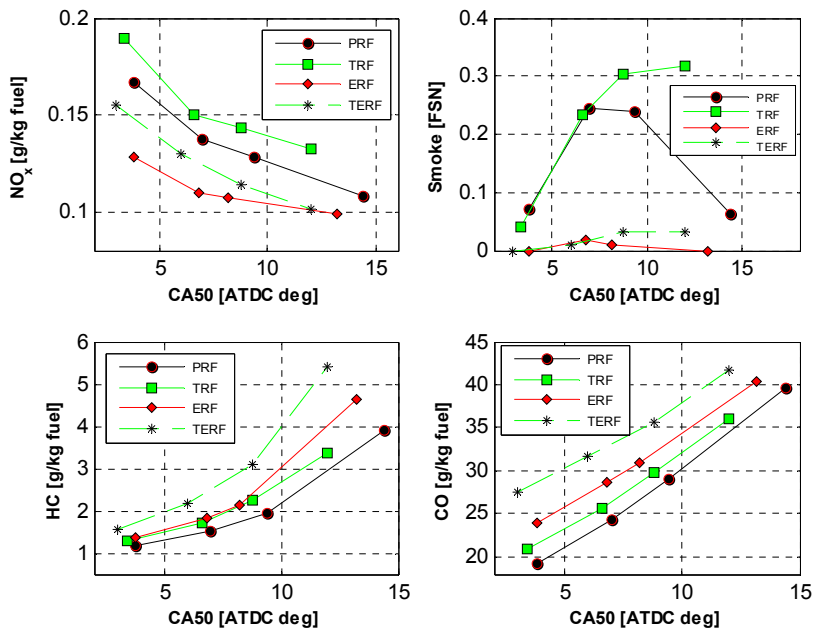 0.2
0.15
0.1
NOx [g/kg fuel]
PRF
TRF
ERF
TERF
5
10
15
CA50 [ATDC deg]
0.4
0.3
0.2
0.1
0
Smoke [FSN]
PRF
TRF
ERF
TERF
5
10
15
CA50 [ATDC deg]
6
5
4
3
2
1
HC [g/kg fuel]
PRF
TRF
ERF
TERF
5
10
15
CA50 [ATDC deg]
45
40
35
30
25
20
CO [g/kg fuel]
PRF
TRF
ERF
TERF
5
10
15
CA50 [ATDC deg]